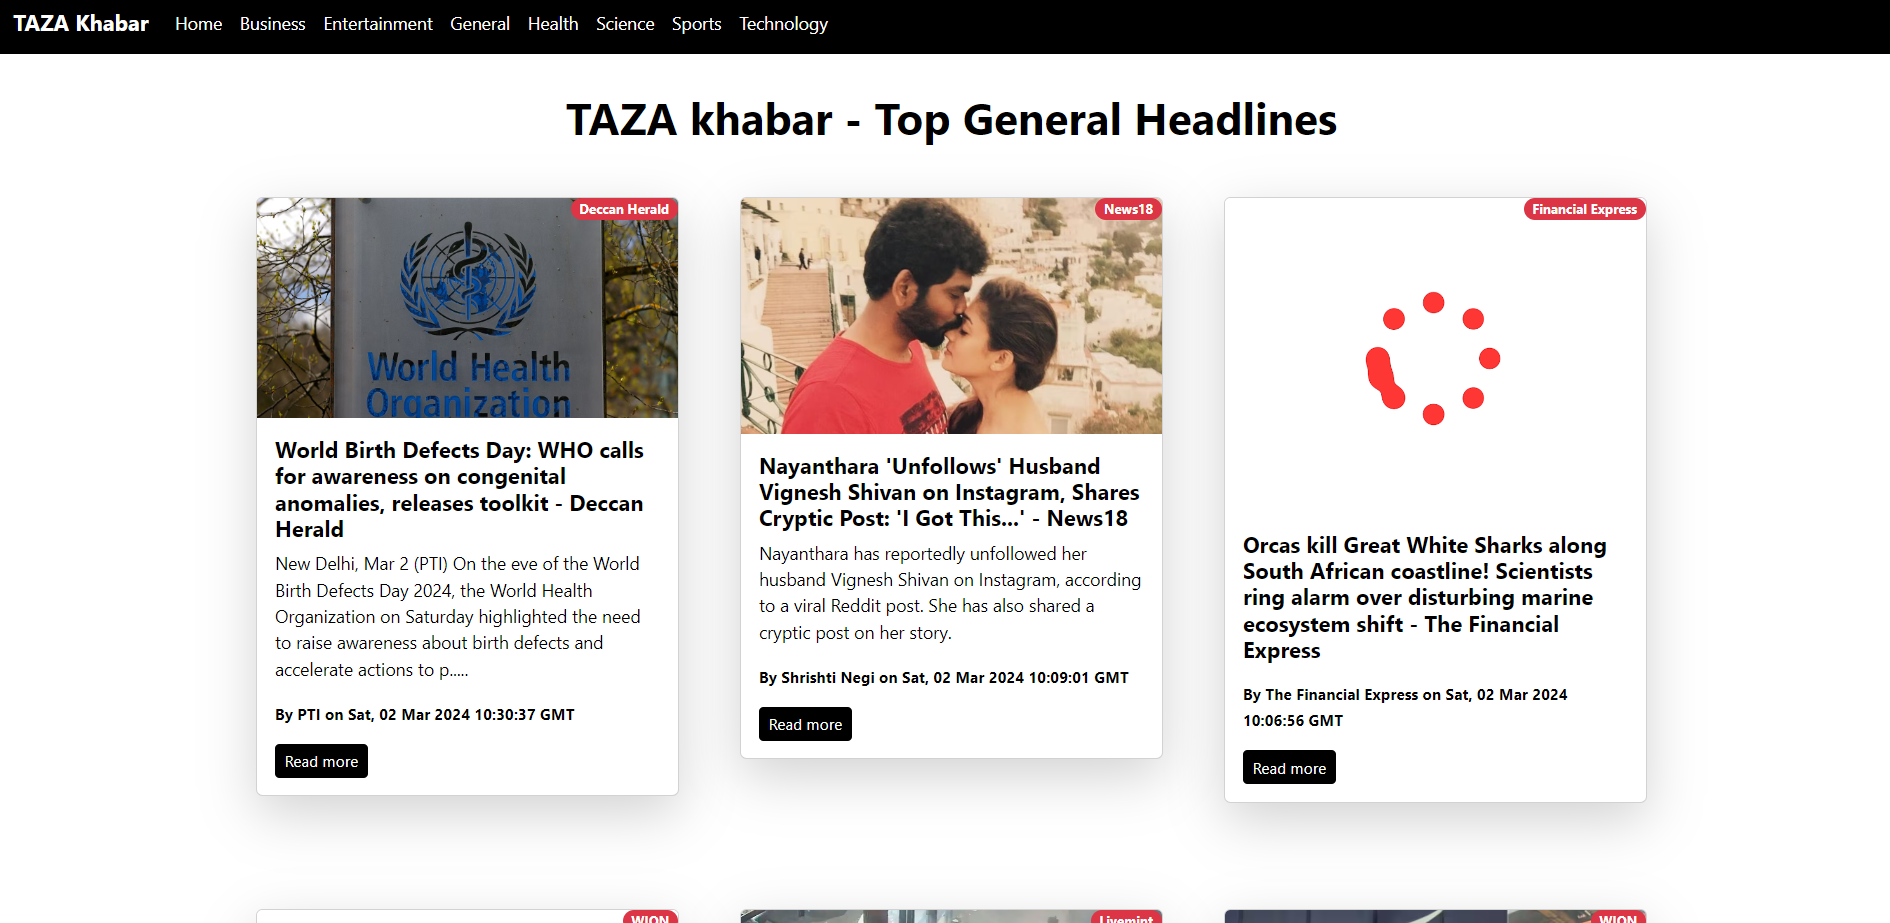 TAZA Khabar Home Business Entertainment General Health Science Sports Technology
TAZA khabar - Top General Headlines
Deccan Herald
World Health
Organization
World Birth Defects Day: WHO calls
for awareness on congenital
anomalies, releases toolkit - Deccan
Herald
New Delhi, Mar 2 (PTI) On the eve of the World
Birth Defects Day 2024, the World Health
Organization on Saturday highlighted the need
to raise awareness about birth defects and
accelerate actions to p.....
By PTI on Sat, 02 Mar 2024 10:30:37 GMT
Read more
News18
Nayanthara 'Unfollows' Husband
Vignesh Shivan on Instagram, Shares
Cryptic Post: 'I Got This...' - News18
Nayanthara has reportedly unfollowed her
husband Vignesh Shivan on Instagram, according
to a viral Reddit post. She has also shared a
cryptic post on her story.
By Shrishti Negi on Sat, 02 Mar 2024 10:09:01 GMT
Read more
Financial Express
Orcas kill Great White Sharks along
South African coastline! Scientists
ring alarm over disturbing marine
ecosystem shift - The Financial
Express
By The Financial Express on Sat, 02 Mar 2024
10:06:56 GMT
Read more
WION
Livemint
WION